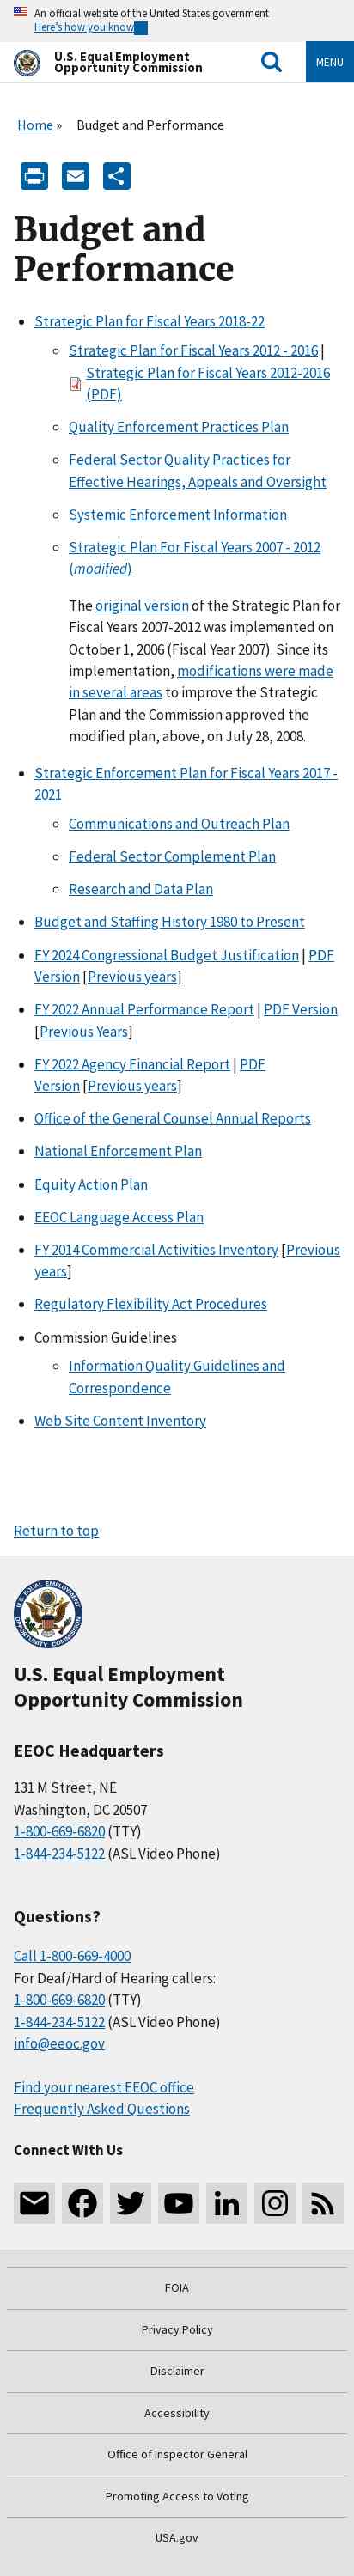 An official website of the United States government
Here’s how you know
U.S. Equal Employment
Opportunity Commission
MENU
Home » Budget and Performance
Budget and
Performance
• Strategic Plan for Fiscal Years 2018-22
◦ Strategic Plan for Fiscal Years 2012 - 2016 |
Strategic Plan for Fiscal Years 2012-2016
(PDF)
◦ Quality Enforcement Practices Plan
◦ Federal Sector Quality Practices for
Effective Hearings, Appeals and Oversight
◦ Systemic Enforcement Information
◦ Strategic Plan For Fiscal Years 2007 - 2012
(modified)
The original version of the Strategic Plan for
Fiscal Years 2007-2012 was implemented on
October 1, 2006 (Fiscal Year 2007). Since its
implementation, modifications were made
in several areas to improve the Strategic
Plan and the Commission approved the
modified plan, above, on July 28, 2008.
• Strategic Enforcement Plan for Fiscal Years 2017 -
2021
◦ Communications and Outreach Plan
◦ Federal Sector Complement Plan
◦ Research and Data Plan
• Budget and Staffing History 1980 to Present
• FY 2024 Congressional Budget Justification | PDF
Version [Previous years]
• FY 2022 Annual Performance Report | PDF Version
[Previous Years]
• FY 2022 Agency Financial Report | PDF
Version [Previous years]
• Office of the General Counsel Annual Reports
• National Enforcement Plan
• Equity Action Plan
• EEOC Language Access Plan
• FY 2014 Commercial Activities Inventory [Previous
years]
• Regulatory Flexibility Act Procedures
• Commission Guidelines
◦ Information Quality Guidelines and
Correspondence
• Web Site Content Inventory
Return to top
U.S. Equal Employment
Opportunity Commission
EEOC Headquarters
131 M Street, NE
Washington, DC 20507
1-800-669-6820 (TTY)
1-844-234-5122 (ASL Video Phone)
Questions?
Call 1-800-669-4000
For Deaf/Hard of Hearing callers:
1-800-669-6820 (TTY)
1-844-234-5122 (ASL Video Phone)
info@eeoc.gov
Find your nearest EEOC office
Frequently Asked Questions
Connect With Us
FOIA
Privacy Policy
Disclaimer
Accessibility
Office of Inspector General
Promoting Access to Voting
USA.gov